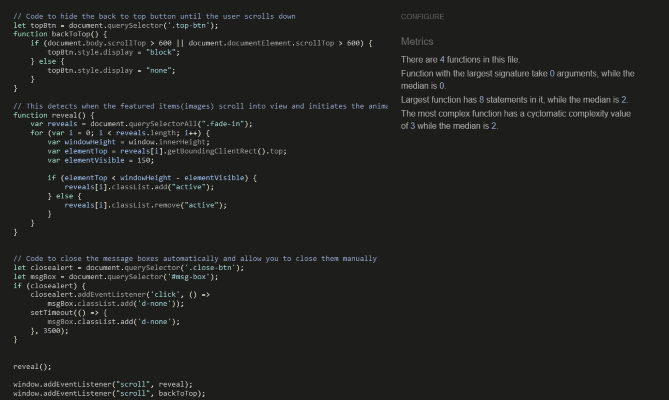 // Code to hide the back to top button until the user scrolls down
let topBtn = document.querySelector('.top-btn');
function backToTop() {
    if (document.body.scrollTop > 600 || document.documentElement.scrollTop > 600) {
        topBtn.style.display = "block";
    } else {
        topBtn.style.display = "none";
    }
}

// This detects when the featured items(images) scroll into view and initiates the anima
function reveal() {
    var reveals = document.querySelectorAll(".fade-in");
    for (var i = 0; i < reveals.length; i++) {
        var windowHeight = window.innerHeight;
        var elementTop = reveals[i].getBoundingClientRect().top;
        var elementVisible = 150;

        if (elementTop < windowHeight - elementVisible) {
            reveals[i].classList.add("active");
        } else {
            reveals[i].classList.remove("active");
        }
    }
}

// Code to close the message boxes automatically and allow you to close them manually
let closealert = document.querySelector('.close-btn');
let msgBox = document.querySelector('#msg-box');
if (closealert) {
    closealert.addEventListener('click', () =>
        msgBox.classList.add('d-none'));
    setTimeout(() => {
        msgBox.classList.add('d-none');
    }, 3500);
}

reveal();

window.addEventListener("scroll", reveal);
window.addEventListener("scroll", backToTop);
CONFIGURE
Metrics
There are 4 functions in this file.
Function with the largest signature take 0 arguments, while the
median is 0.
Largest function has 8 statements in it, while the median is 2.
The most complex function has a cyclomatic complexity value
of 3 while the median is 2.